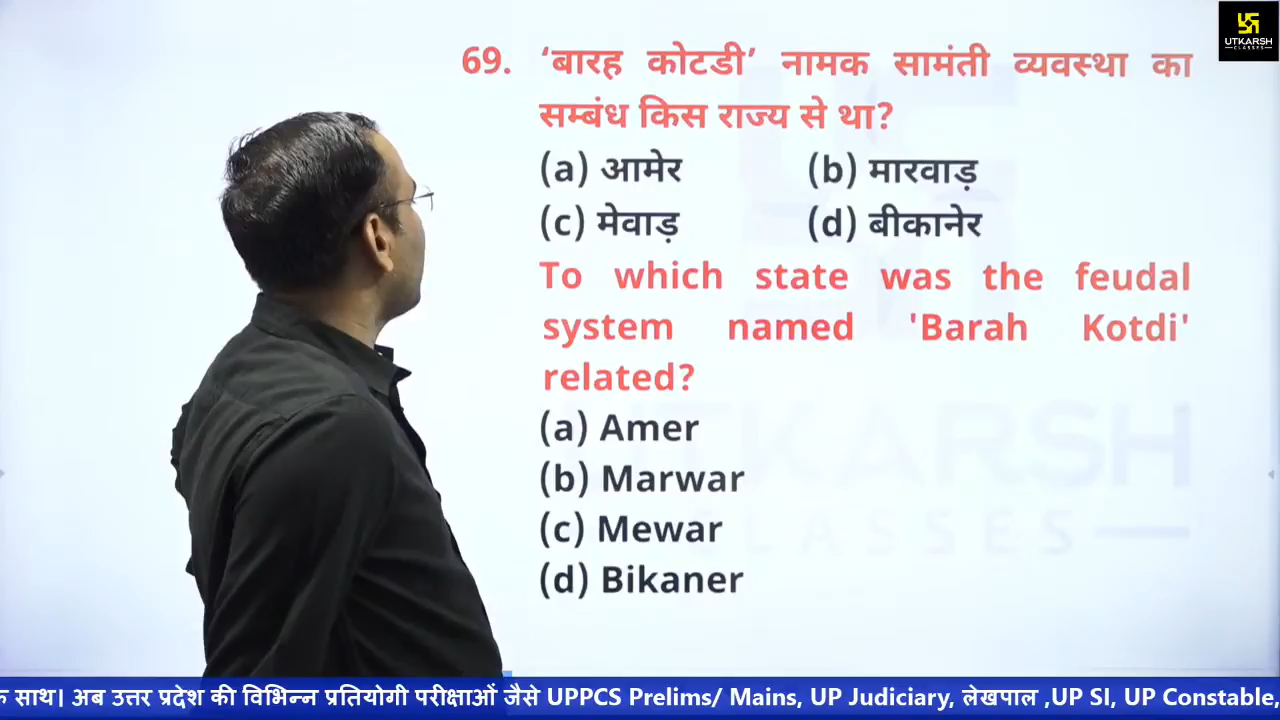 UTKARSH
CLASSES
69. ‘बारह कोटडी’ नामक सामंती व्यवस्था का
सम्बंध किस राज्य से था?
(a) आमेर (b) मारवाड़
(c) मेवाड़ (d) बीकानेर
To which state was the feudal
system named 'Barah Kotdi'
related?
(a) Amer
(b) Marwar
(c) Mewar
(d) Bikaner
UTKARSH
CLASSES
के साथ। अब उत्तर प्रदेश की विभिन्न प्रतियोगी परीक्षाओं जैसे UPPCS Prelims/ Mains, UP Judiciary, लेखपाल ,UP SI, UP Constable,